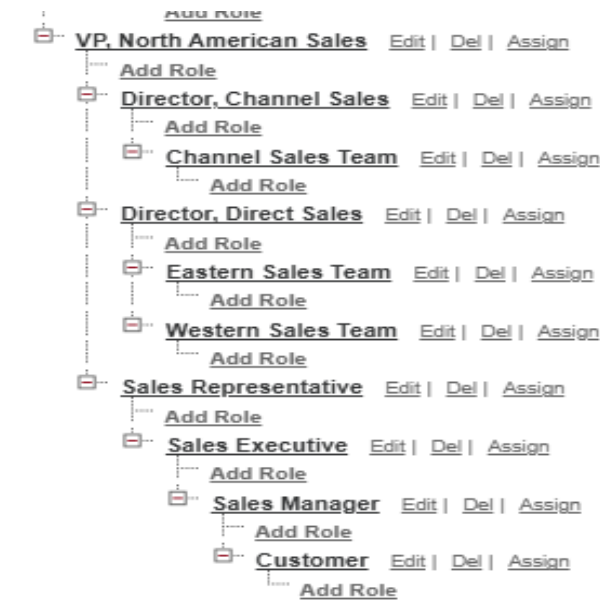 Add Role
VP, North American Sales Edit | Del | Assign
Add Role
Director, Channel Sales Edit | Del | Assign
Add Role
Channel Sales Team Edit | Del | Assign
Add Role
Director, Direct Sales Edit | Del | Assign
Add Role
Eastern Sales Team Edit | Del | Assign
Add Role
Western Sales Team Edit | Del | Assign
Add Role
Sales Representative Edit | Del | Assign
Add Role
Sales Executive Edit | Del | Assign
Add Role
Sales Manager Edit | Del | Assign
Add Role
Customer Edit | Del | Assign
Add Role